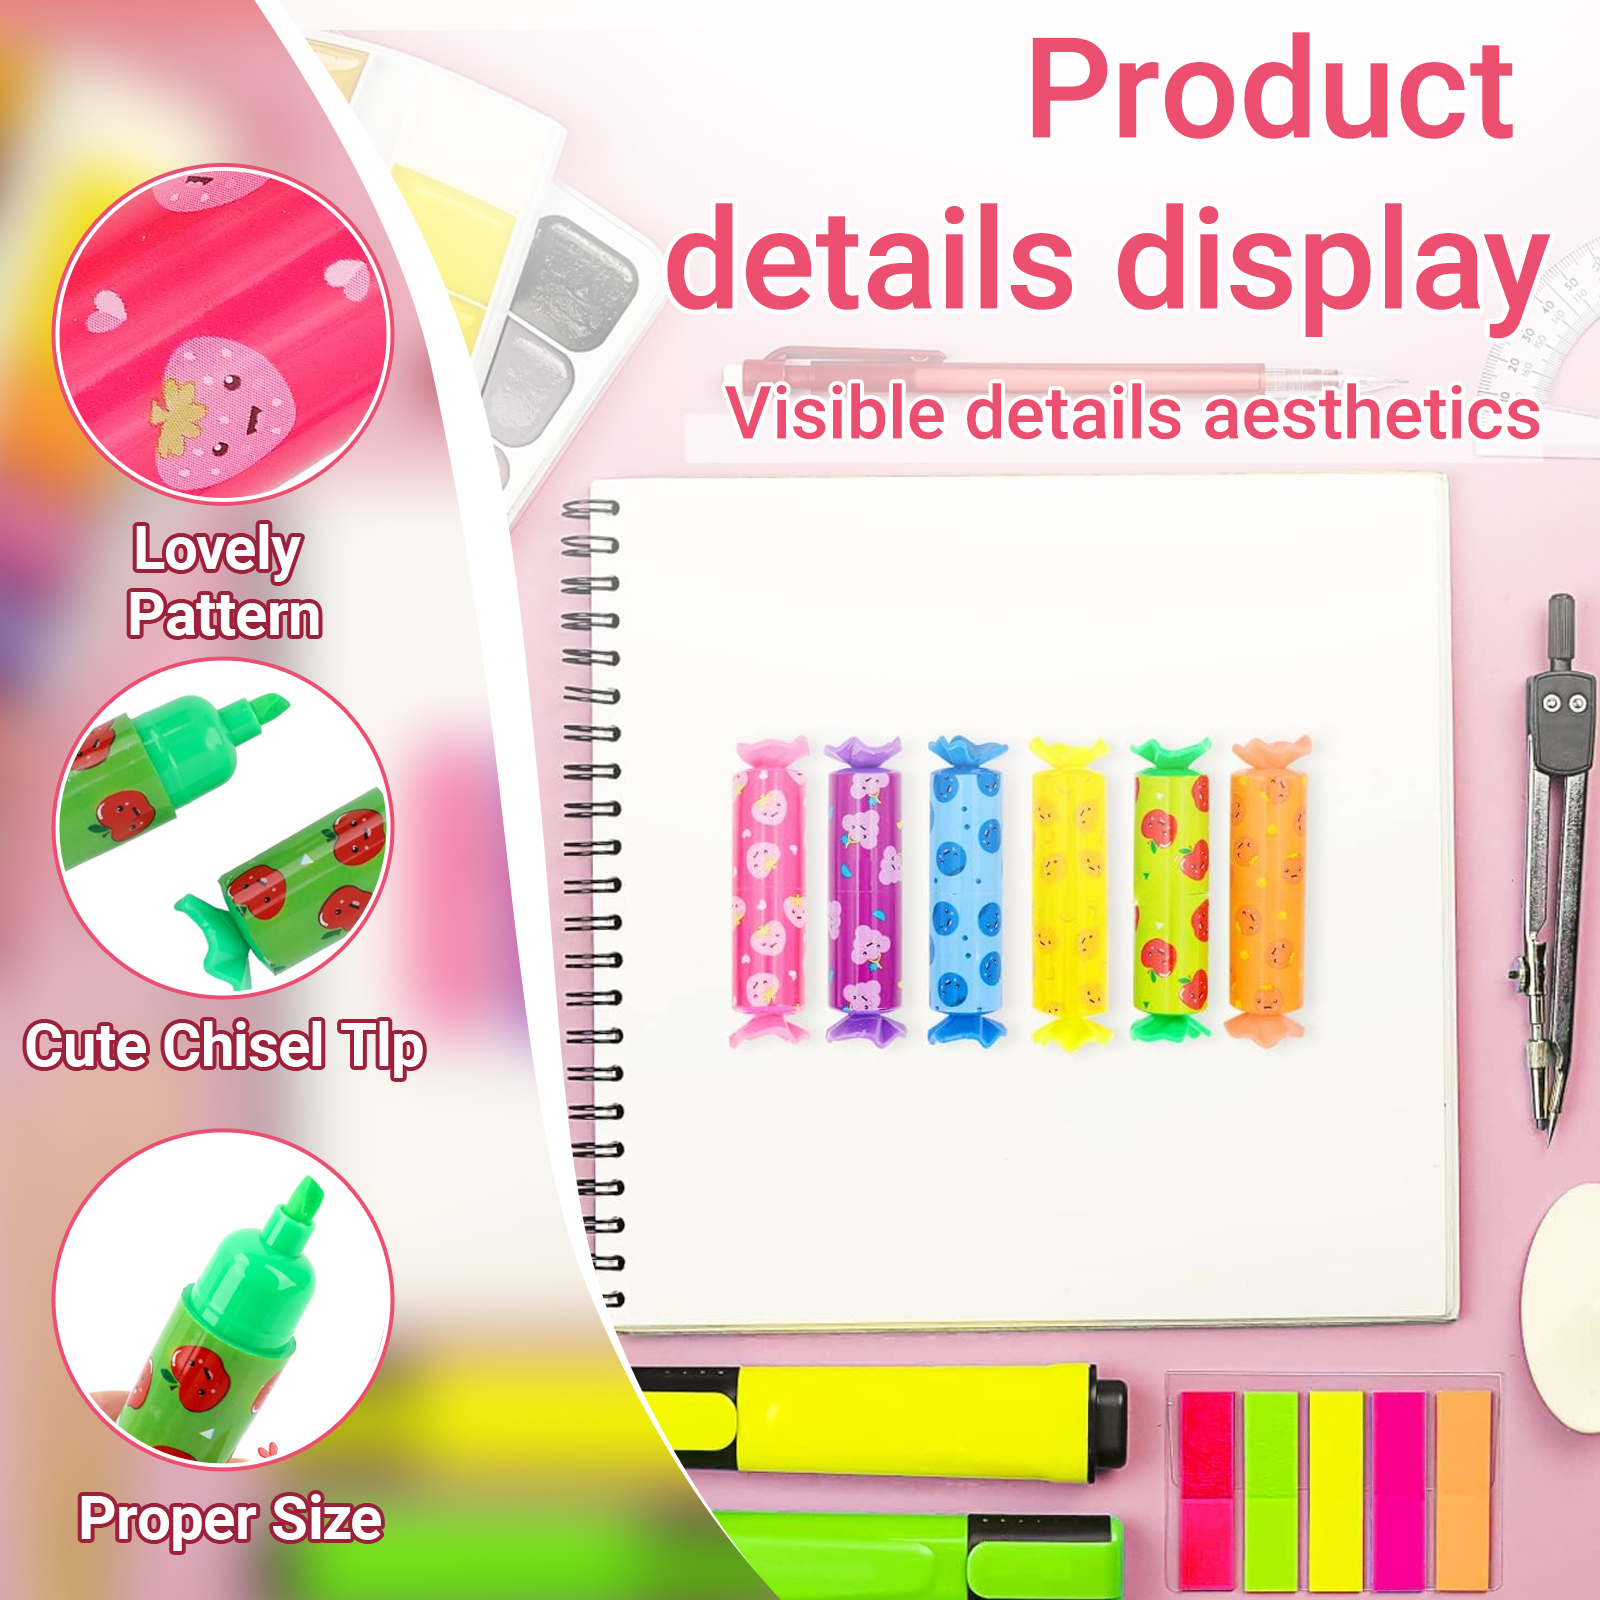 Product
details display
Visible details aesthetics
Lovely
Pattern
Cute Chisel TIp
Proper Size